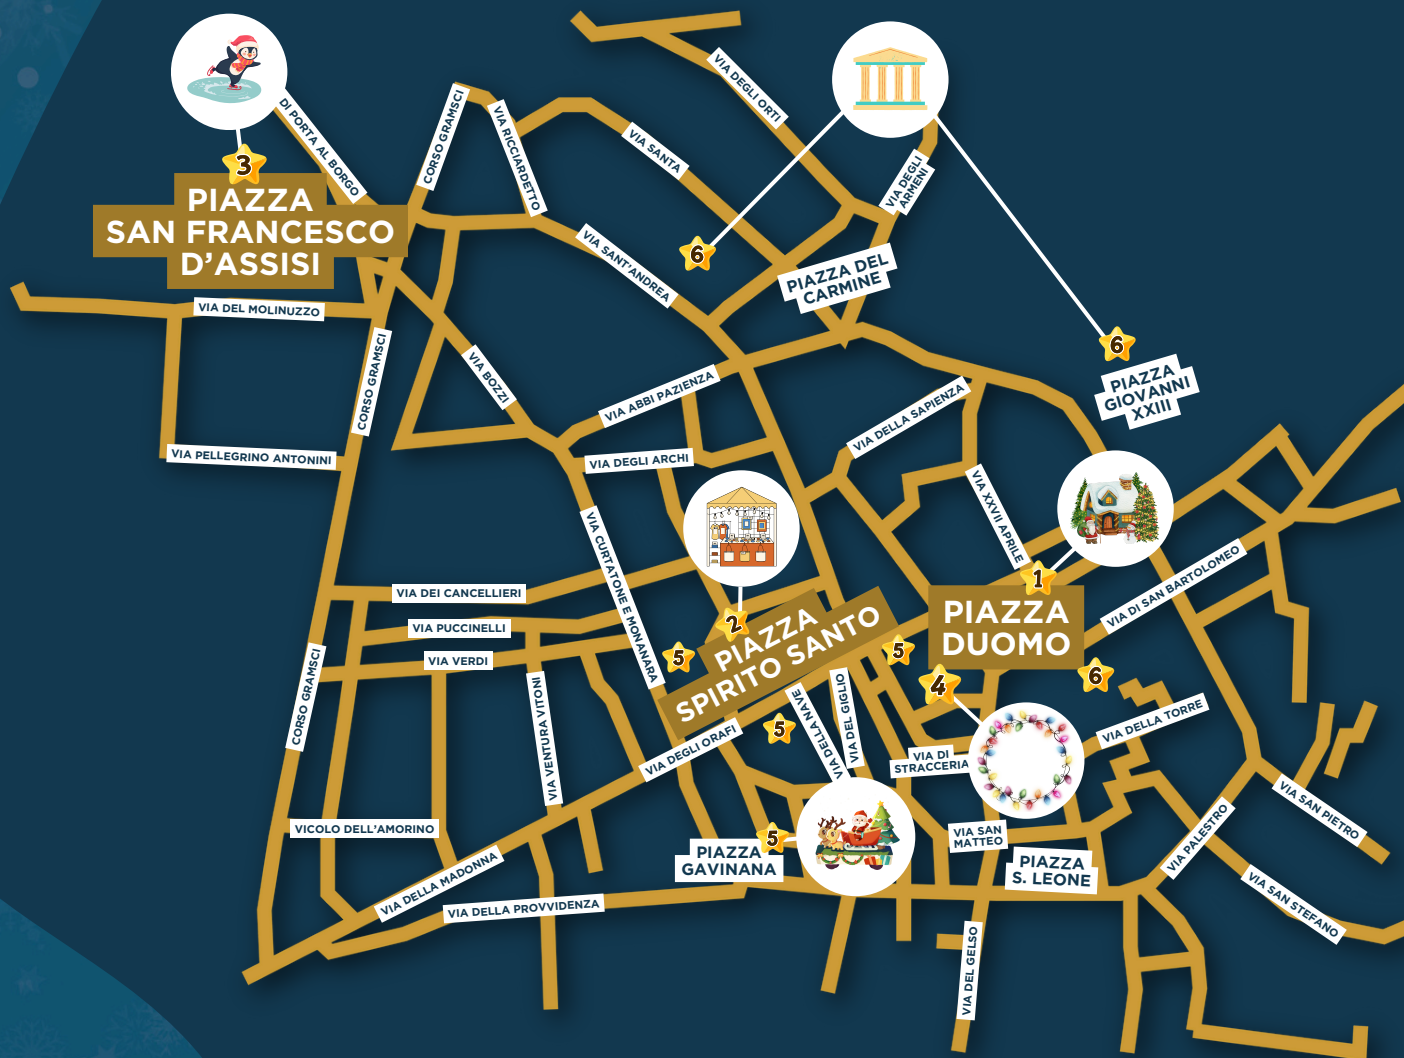 DI PORTA AL BORGO
CORSO GRAMSCI
VIA RICCIARDETTO
VIA SANTA
VIA DEGLI ORTI
VIA DEGLI
ARMENI
3
PIAZZA
SAN FRANCESCO
D'ASSISI
VIA SANT'ANDREA
6
PIAZZA DEL
CARMINE
VIA DEL MOLINUZZO
CORSO GRAMSCI
VIA BOZZI
VIA ABBI PAZIENZA
VIA DELLA SAPIENZA
6
PIAZZA
GIOVANNI
XXIII
VIA PELLEGRINO ANTONINI
VIA DEGLI ARCHI
VIA XXVII APRILE
VIA CURTATONE E MONANARA
VIA DEI CANCELLIERI
VIA PUCCINELLI
VIA VERDI
1
PIAZZA
DUOMO
VIA DI SAN BARTOLOMEO
2
PIAZZA
SPIRITO SANTO
5
5
4
6
CORSO GRAMSCI
VIA VENTURA VITONI
VIA DEGLI ORAFI
5
VIA DELLA NAVE
VIA DEL GIGLIO
VIA DI
STRACCERIA
VIA DELLA TORRE
VICOLO DELL'AMORINO
VIA DELLA MADONNA
VIA DELLA PROVVIDENZA
5
PIAZZA
GAVINANA
VIA SAN
MATTEO
PIAZZA
S. LEONE
VIA PALESTRO
VIA SAN PIETRO
VIA SAN STEFANO
VIA DEL GELSO